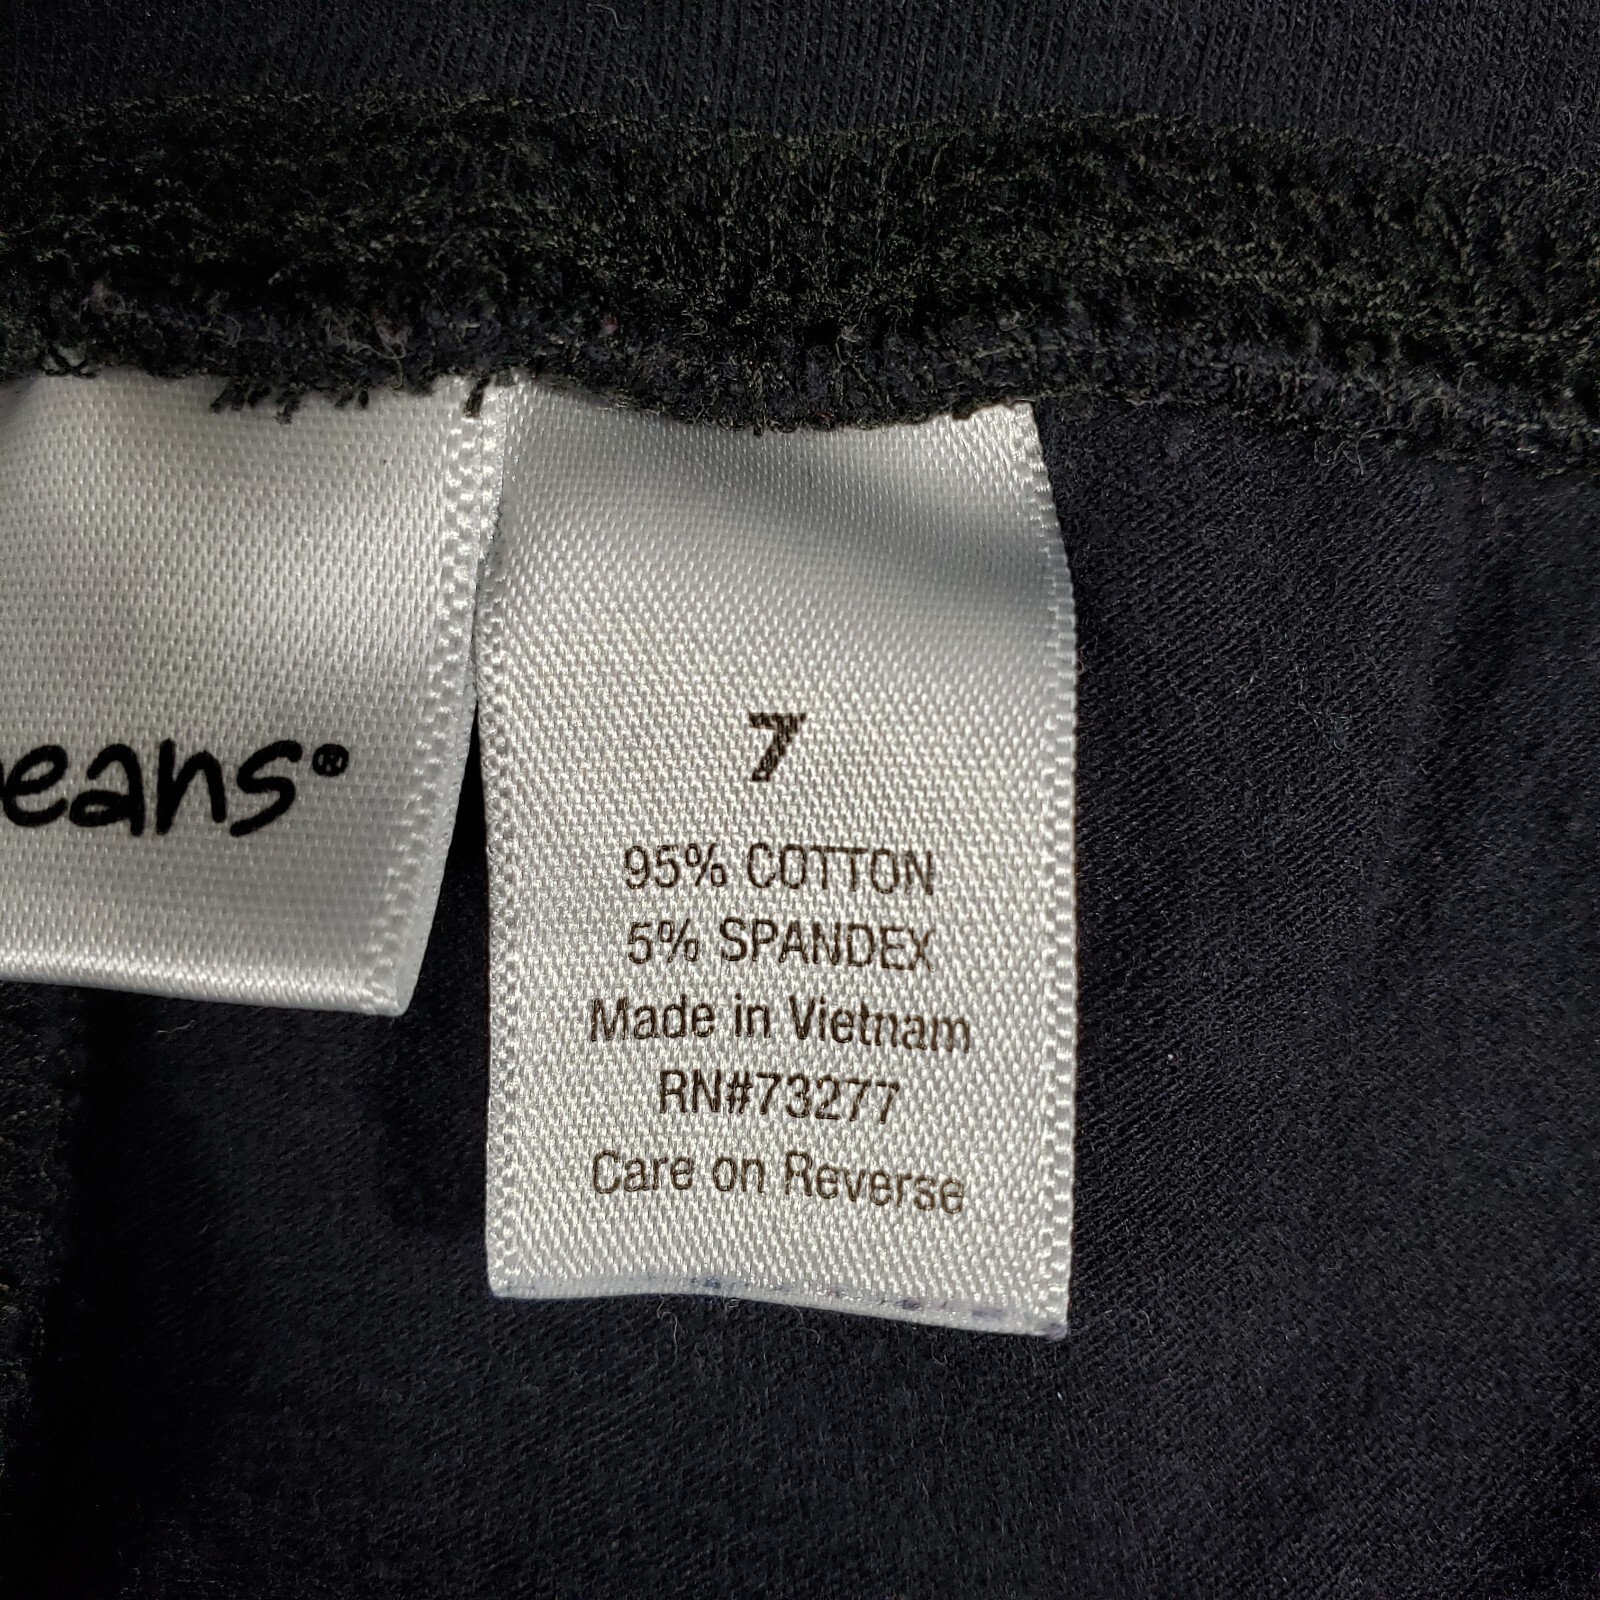 eans®
7
95% COTTON
5% SPANDEX
Made in Vietnam
RN#73277
Care on Reverse